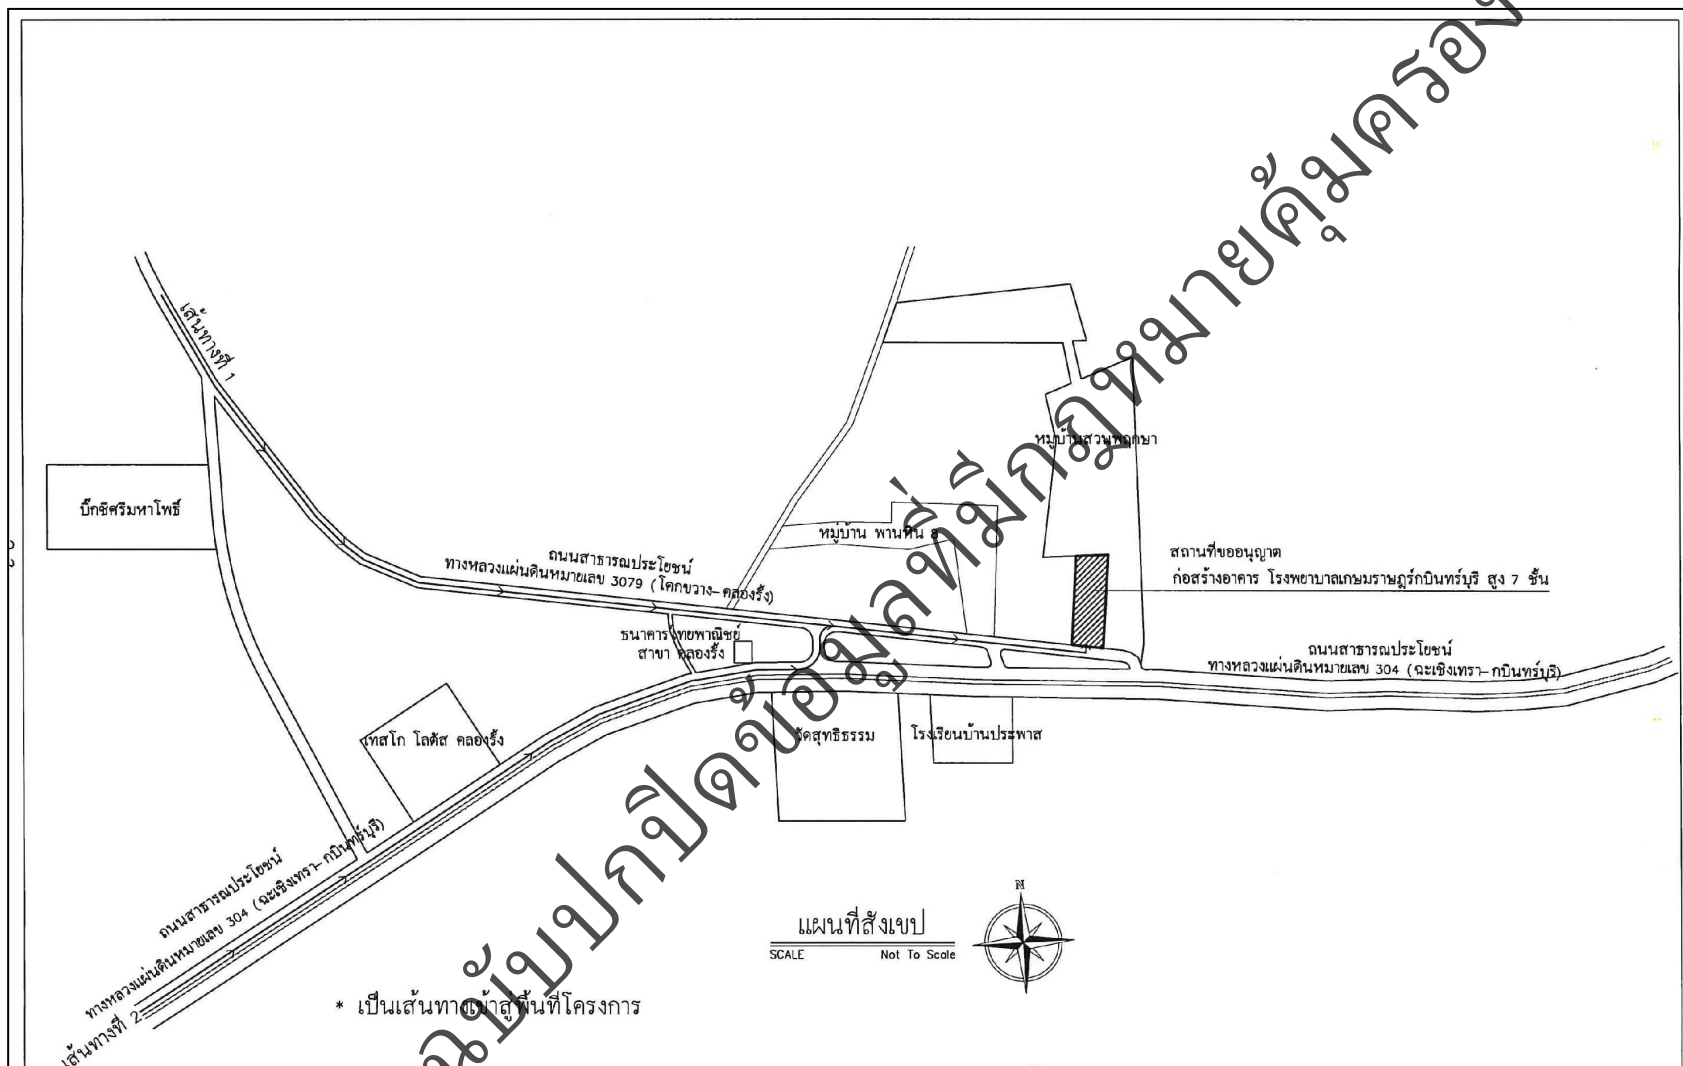 เส้นทางที่ 1
บิ๊กซีศรีมหาโพธิ์
หมู่บ้านสวนพฤกษา
หมู่บ้าน พานหิน 8
ถนนสาธารณประโยชน์
ทางหลวงแผ่นดินหมายเลข 3079 (โคกขวาง-คลองรั้ง)
สถานที่ขออนุญาต
ก่อสร้างอาคาร โรงพยาบาลเกษมราษฎร์กบินทร์บุรี สูง 7 ชั้น
ธนาคารไทยพาณิชย์
สาขา คลองรั้ง
ถนนสาธารณประโยชน์
ทางหลวงแผ่นดินหมายเลข 304 (ฉะเชิงเทรา-กบินทร์บุรี)
เทสโก โลตัส คลองรั้ง
วัดสุทธิธรรม
โรงเรียนบ้านประพาส
ถนนสาธารณประโยชน์
ทางหลวงแผ่นดินหมายเลข 304 (ฉะเชิงเทรา-กบินทร์บุรี)
เส้นทางที่ 2
แผนที่สังเขป
SCALE Not To Scale
N
* เป็นเส้นทางเข้าสู่พื้นที่โครงการ
ฉบับปกปิดข้อมูลที่มีกฎหมายคุ้มครอง